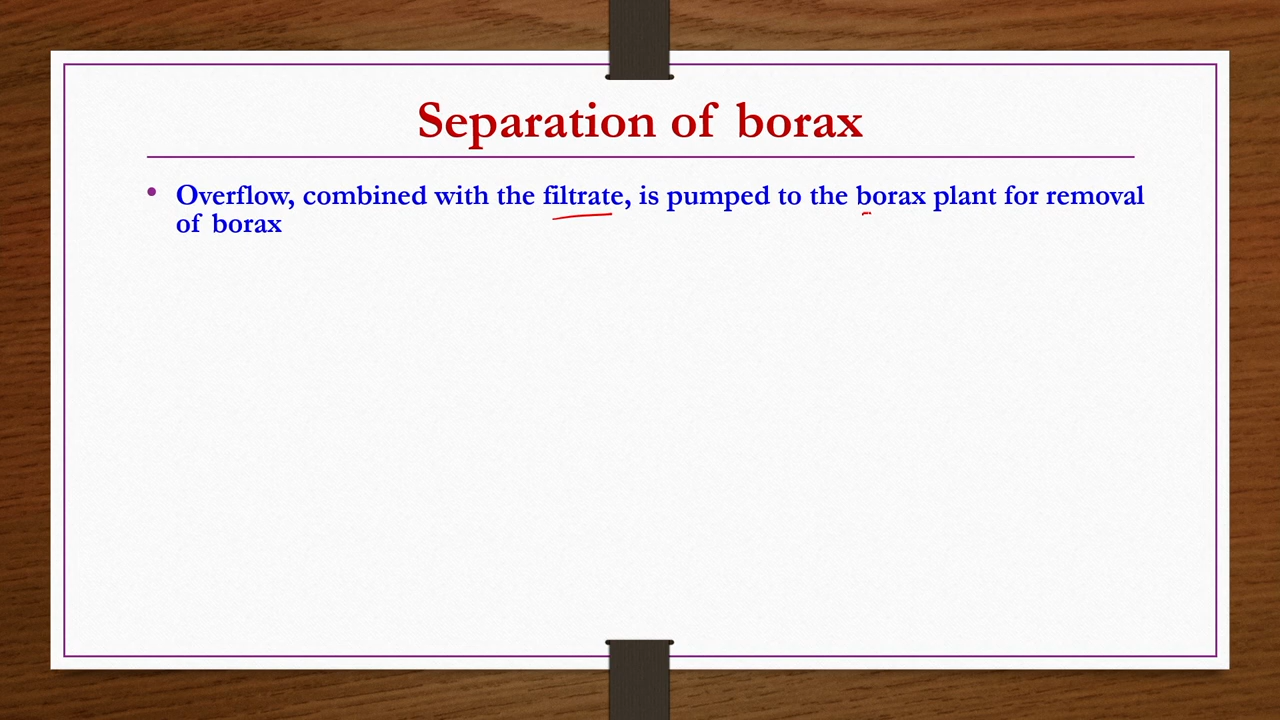 Separation of borax
• Overflow, combined with the filtrate, is pumped to the borax plant for removal
of borax